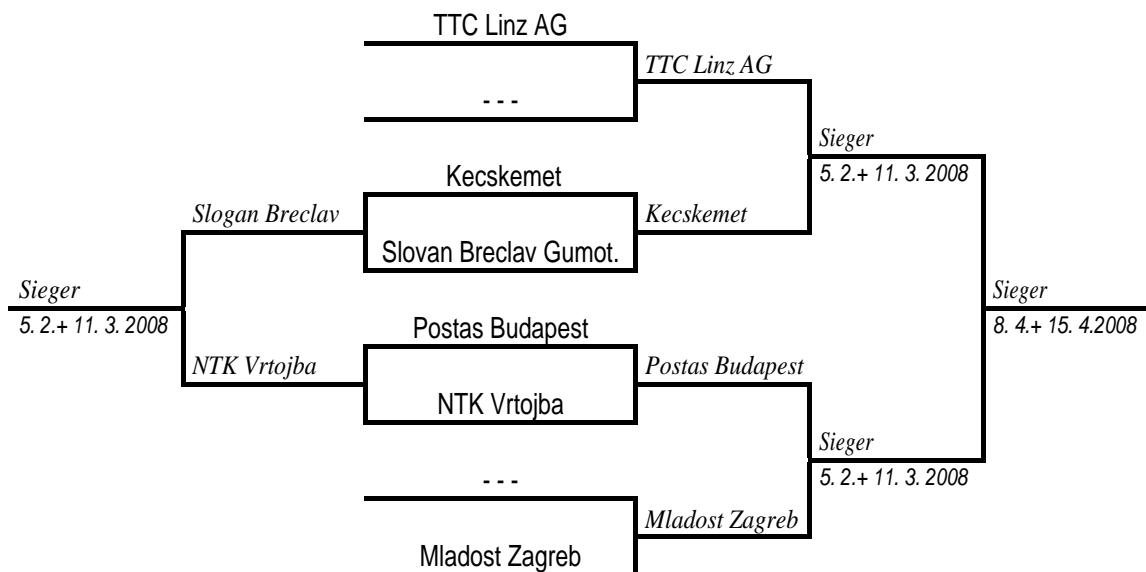 TTC Linz AG
TTC Linz AG
- - -
Sieger
5. 2.+ 11. 3. 2008
Kecskemet
Slogan Breclav
Kecskemet
Slovan Breclav Gumot.
Sieger
5. 2.+ 11. 3. 2008
Sieger
8. 4.+ 15. 4.2008
Postas Budapest
NTK Vrtojba
Postas Budapest
NTK Vrtojba
Sieger
5. 2.+ 11. 3. 2008
- - -
Mladost Zagreb
Mladost Zagreb